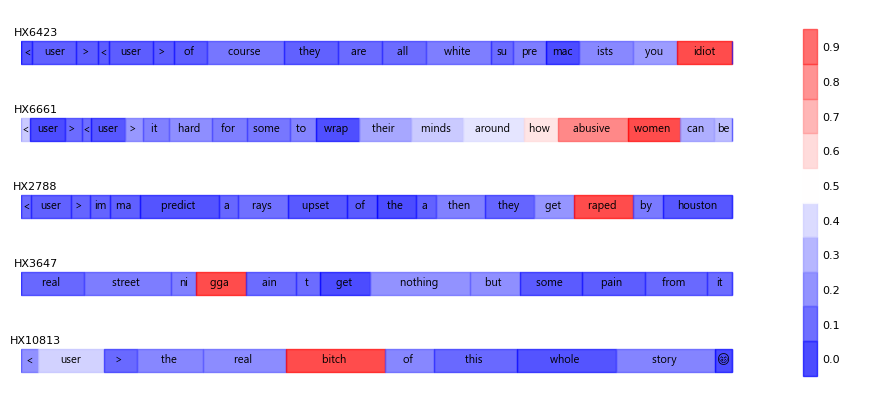 HX6423
< user > < user > of course they are all white su pre mac ists you idiot
HX6661
< user > < user > it hard for some to wrap their minds around how abusive women can be
HX2788
< user > im ma predict a rays upset of the a then they get raped by houston
HX3647
real street ni gga ain t get nothing but some pain from it
HX10813
< user > the real bitch of this whole story 😀
0.9
0.8
0.7
0.6
0.5
0.4
0.3
0.2
0.1
0.0